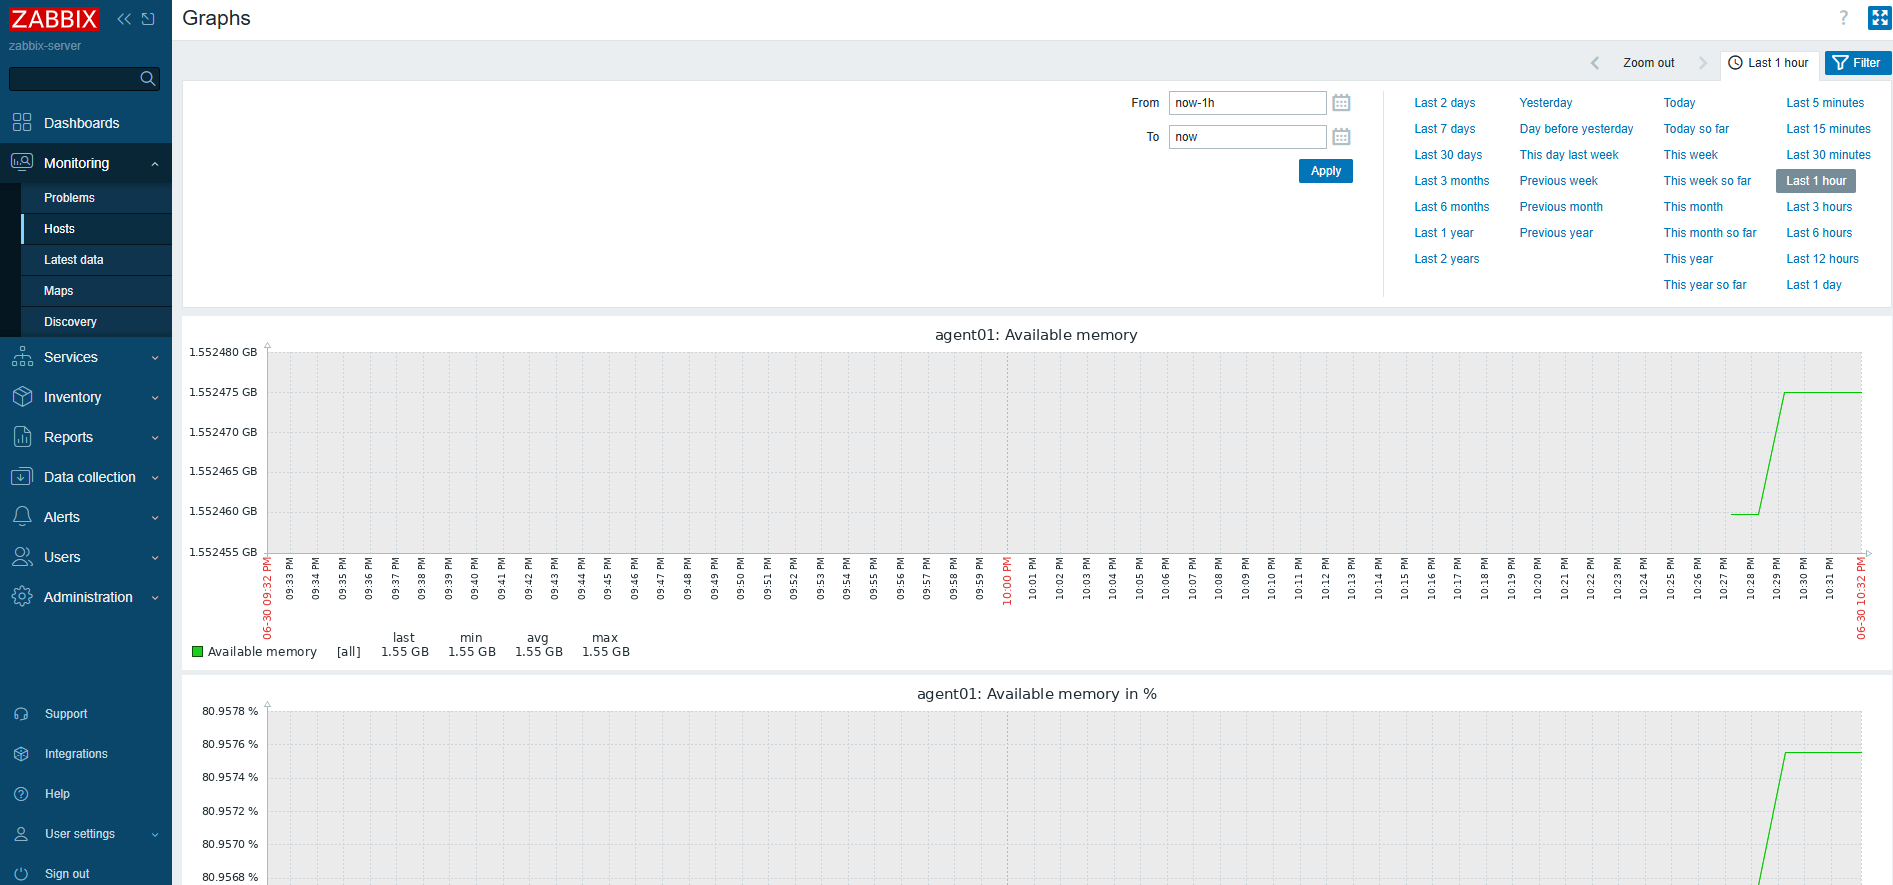 ZABBIX
zabbix-server
Dashboards
Monitoring
Problems
Hosts
Latest data
Maps
Discovery
Services
Inventory
Reports
Data collection
Alerts
Users
Administration
Support
Integrations
Help
User settings
Sign out
Graphs
?
Zoom out
Last 1 hour
Filter
From now-1h
To now
Apply
Last 2 days Yesterday Today Last 5 minutes
Last 7 days Day before yesterday Today so far Last 15 minutes
Last 30 days This day last week This week Last 30 minutes
Last 3 months Previous week This week so far Last 1 hour
Last 6 months Previous month This month Last 3 hours
Last 1 year Previous year This month so far Last 6 hours
Last 2 years This year Last 12 hours
This year so far Last 1 day
agent01: Available memory
1.552480 GB
1.552475 GB
1.552470 GB
1.552465 GB
1.552460 GB
1.552455 GB
06-30 09:32 PM
09:33 PM
09:34 PM
09:35 PM
09:36 PM
09:37 PM
09:38 PM
09:39 PM
09:40 PM
09:41 PM
09:42 PM
09:43 PM
09:44 PM
09:45 PM
09:46 PM
09:47 PM
09:48 PM
09:49 PM
09:50 PM
09:51 PM
09:52 PM
09:53 PM
09:54 PM
09:55 PM
09:56 PM
09:57 PM
09:58 PM
09:59 PM
10:00 PM
10:01 PM
10:02 PM
10:03 PM
10:04 PM
10:05 PM
10:06 PM
10:07 PM
10:08 PM
10:09 PM
10:10 PM
10:11 PM
10:12 PM
10:13 PM
10:14 PM
10:15 PM
10:16 PM
10:17 PM
10:18 PM
10:19 PM
10:20 PM
10:21 PM
10:22 PM
10:23 PM
10:24 PM
10:25 PM
10:26 PM
10:27 PM
10:28 PM
10:29 PM
10:30 PM
10:31 PM
06-30 10:32 PM
last min avg max
Available memory [all] 1.55 GB 1.55 GB 1.55 GB 1.55 GB
agent01: Available memory in %
80.9578 %
80.9576 %
80.9574 %
80.9572 %
80.9570 %
80.9568 %